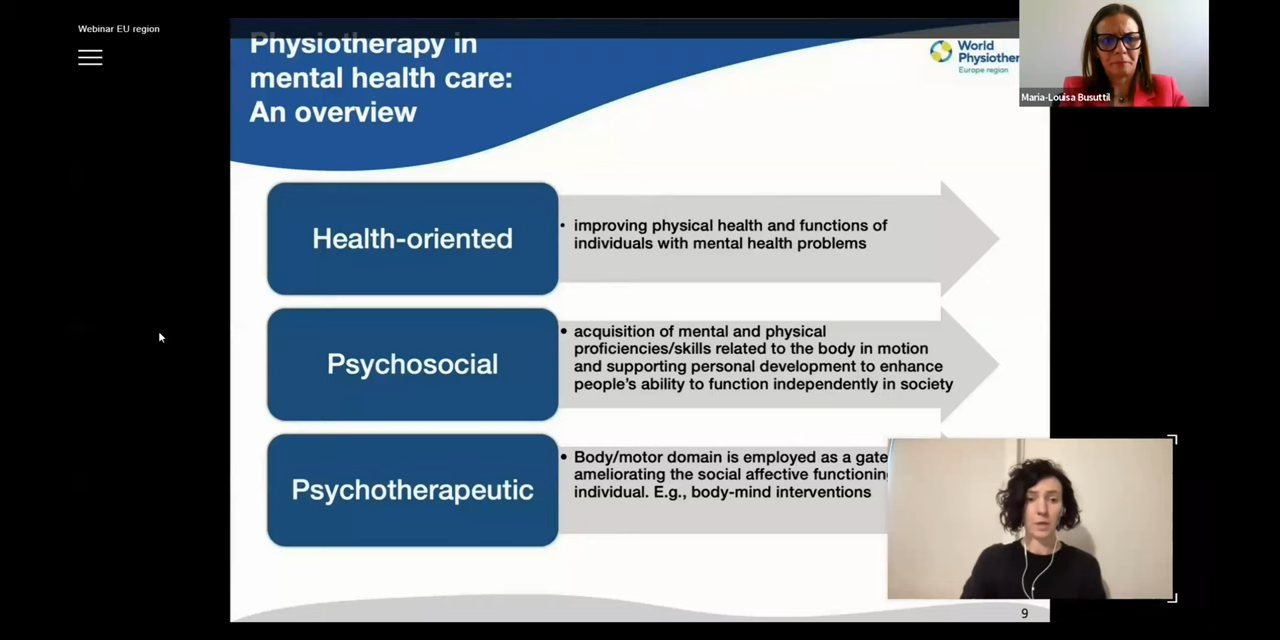 Webinar EU region
Physiotherapy in
mental health care:
An overview
World
Physiother
Europe region
Maria-Louisa Busuttil
Health-oriented
• improving physical health and functions of
individuals with mental health problems
Psychosocial
• acquisition of mental and physical
proficiencies/skills related to the body in motion
and supporting personal development to enhance
people's ability to function independently in society
Psychotherapeutic
• Body/motor domain is employed as a gate
ameliorating the social affective functionin
individual. E.g., body-mind interventions
9